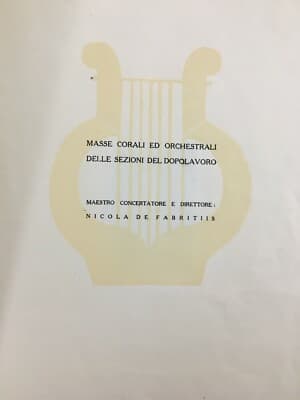 MASSE CORALI ED ORCHESTRALI
DELLE SEZIONI DEL DOPOLAVORO
MAESTRO CONCERTATORE E DIRETTORE:
NICOLA DE FABRITIIS